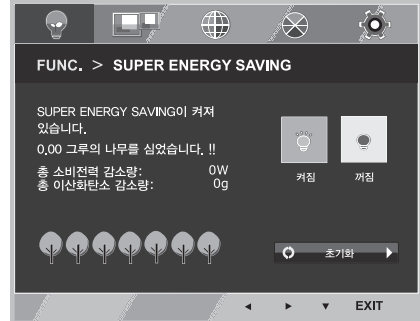 FUNC. > SUPER ENERGY SAVING
SUPER ENERGY SAVING이 켜져
있습니다.
0.00 그루의 나무를 심었습니다. !!
총 소비전력 감소량: 0W
총 이산화탄소 감소량: 0g
켜짐 꺼짐
초기화
EXIT